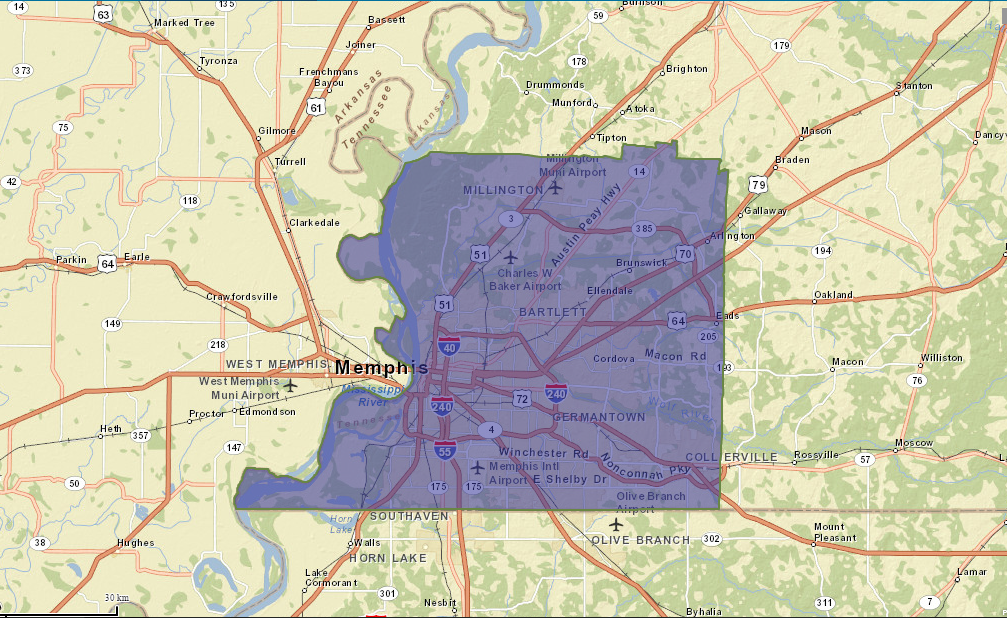 14
63
Marked Tree
135
Bassett
59
Burnison
Joiner
179
178
Tyronza
373
Frenchmans
Bayou
Brighton
Drummonds
Stanton
61
Arkansas
Tennessee
Munford
Atoka
Arkansas
75
Gilmore
Tipton
Mason
Turrell
Millington
Muni Airport
Braden
14
42
MILLINGTON
79
118
Austin Peay Hwy
3
Gallaway
Clarkedale
385
Arlington
51
70
194
Parkin
64
Earle
Charles W
Baker Airport
Brunswick
Ellendale
Crawfordsville
51
Oakland
BARTLETT
64
Eads
149
205
218
40
WEST MEMPHIS
Memphis
Cordova
Macon Rd
193
Macon
Williston
West Memphis
Muni Airport
Mississippi
River
240
76
72
240
Wolf River
Proctor
Edmondson
Tennessee
GERMANTOWN
Heth
357
4
147
55
Winchester Rd
Nonconnah Pky
COLLIERVILLE
Rossville
57
Moscow
Memphis Intl
Airport
E Shelby Dr
50
175
175
Olive Branch
Airport
Horn
Lake
SOUTHAVEN
38
Hughes
Walls
HORN LAKE
OLIVE BRANCH
302
Mount
Pleasant
Lake
Cormorant
Lamar
30 km
301
Nesbit
Byhalia
311
7